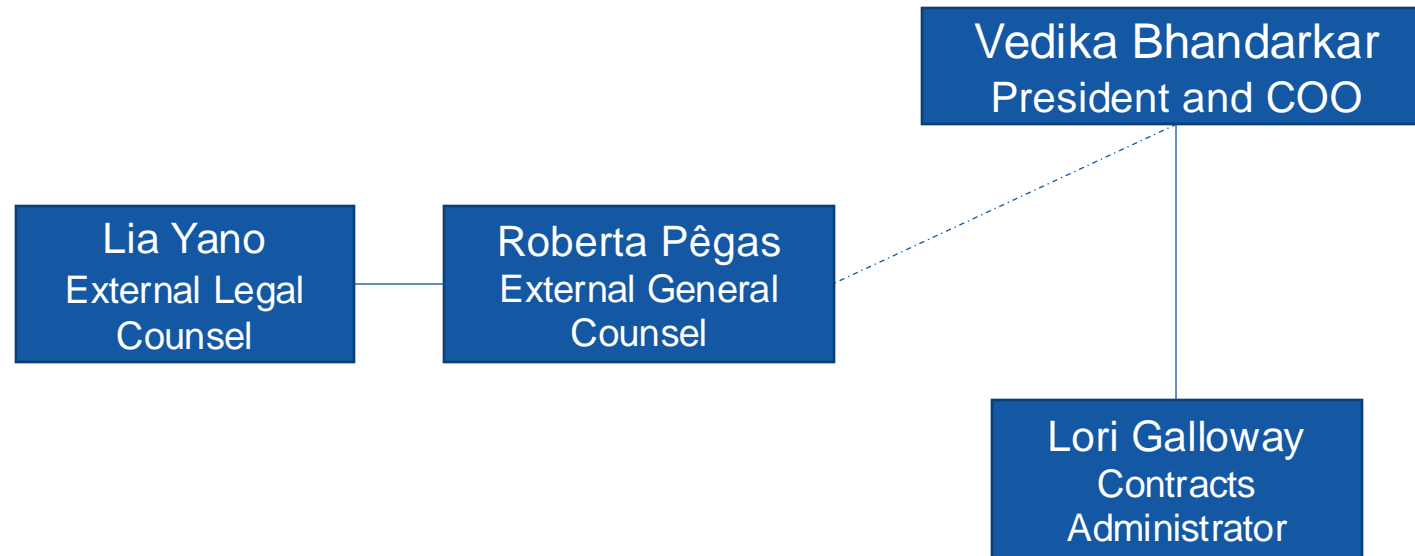 Vedika Bhandarkar
President and COO
Lia Yano
External Legal
Counsel
Roberta Pêgas
External General
Counsel
Lori Galloway
Contracts
Administrator